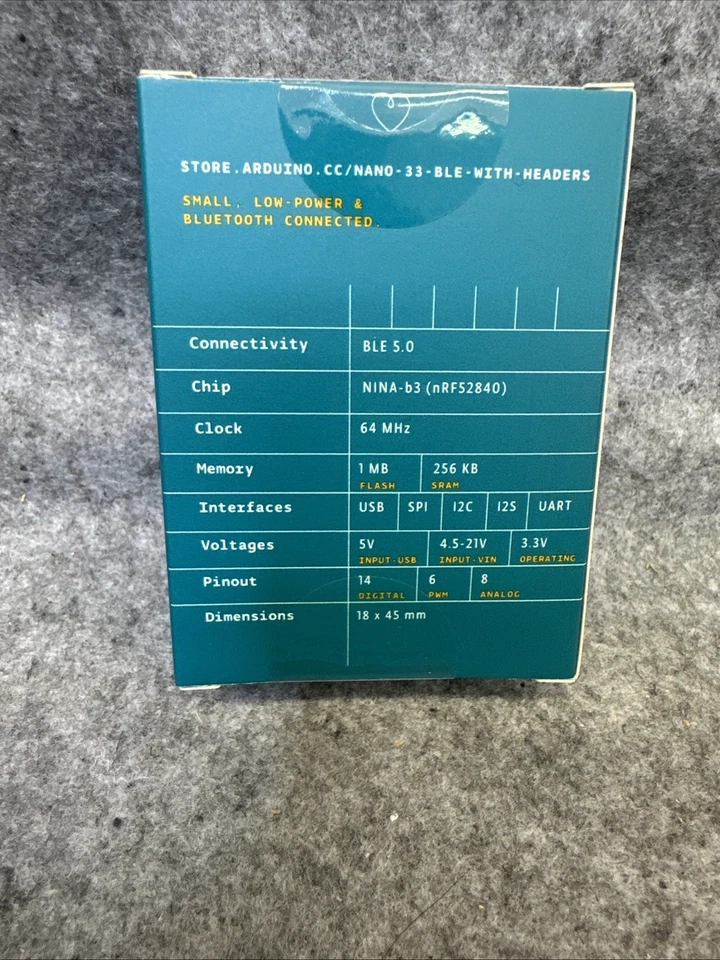 STORE.ARDUINO.CC/NANO-33-BLE-WITH-HEADERS
SMALL, LOW-POWER &
BLUETOOTH CONNECTED.
Connectivity BLE 5.0
Chip NINA-b3 (nRF52840)
Clock 64 MHz
Memory 1 MB 256 KB
FLASH SRAM
Interfaces USB SPI I2C I2S UART
Voltages 5V 4.5-21V 3.3V
INPUT-USB INPUT-VIN OPERATING
Pinout 14 6 8
DIGITAL PWM ANALOG
Dimensions 18 x 45 mm